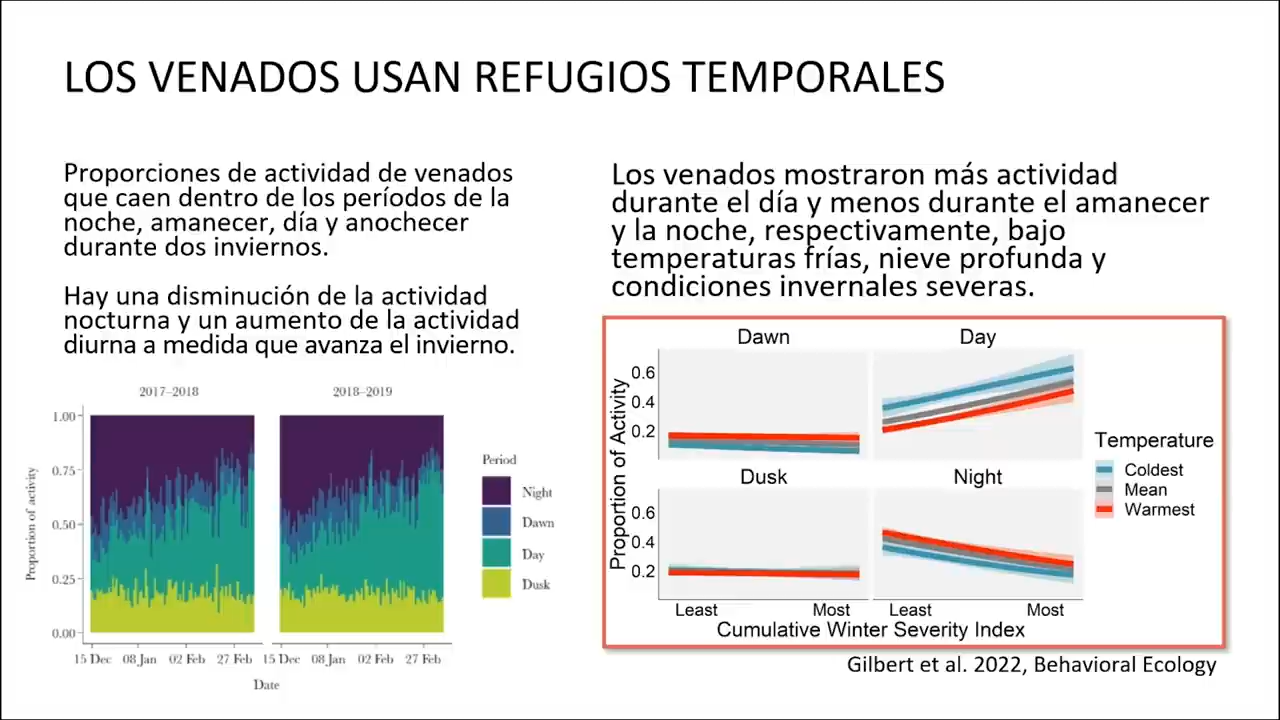 LOS VENADOS USAN REFUGIOS TEMPORALES
Proporciones de actividad de venados
que caen dentro de los períodos de la
noche, amanecer, día y anochecer
durante dos inviernos.
Hay una disminución de la actividad
nocturna y un aumento de la actividad
diurna a medida que avanza el invierno.
2017–2018
2018–2019
1.00
0.75
0.50
0.25
0.00
Proportion of activity
15 Dec
08 Jan
02 Feb
27 Feb
15 Dec
08 Jan
02 Feb
27 Feb
Date
Period
Night
Dawn
Day
Dusk
Los venados mostraron más actividad
durante el día y menos durante el amanecer
y la noche, respectivamente, bajo
temperaturas frías, nieve profunda y
condiciones invernales severas.
Dawn
Day
0.6
0.4
0.2
Dusk
Night
0.6
0.4
0.2
Proportion of Activity
Least
Most
Least
Most
Cumulative Winter Severity Index
Temperature
Coldest
Mean
Warmest
Gilbert et al. 2022, Behavioral Ecology